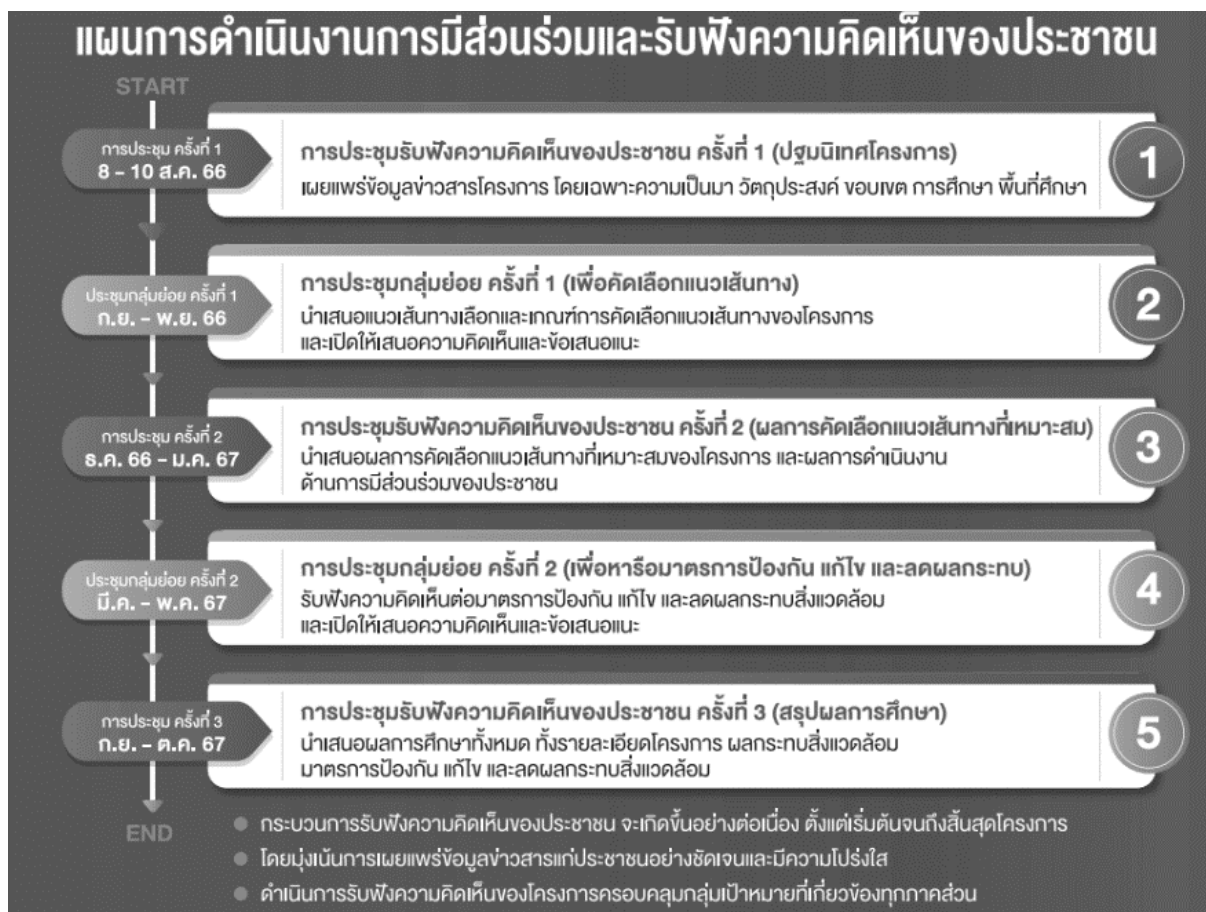 แผนการดำเนินงานการมีส่วนร่วมและรับฟังความคิดเห็นของประชาชน
START
การประชุม ครั้งที่ 1
8 - 10 ส.ค. 66
การประชุมรับฟังความคิดเห็นของประชาชน ครั้งที่ 1 (ปฐมนิเทศโครงการ)
เผยแพร่ข้อมูลข่าวสารโครงการ โดยเฉพาะความเป็นมา วัตถุประสงค์ ขอบเขต การศึกษา พื้นที่ศึกษา
1
ประชุมกลุ่มย่อย ครั้งที่ 1
ก.ย. - พ.ย. 66
การประชุมกลุ่มย่อย ครั้งที่ 1 (เพื่อคัดเลือกแนวเส้นทาง)
นำเสนอแนวเส้นทางเลือกและเกณฑ์การคัดเลือกแนวเส้นทางของโครงการ
และเปิดให้เสนอความคิดเห็นและข้อเสนอแนะ
2
การประชุม ครั้งที่ 2
ธ.ค. 66 - ม.ค. 67
การประชุมรับฟังความคิดเห็นของประชาชน ครั้งที่ 2 (ผลการคัดเลือกแนวเส้นทางที่เหมาะสม)
นำเสนอผลการคัดเลือกแนวเส้นทางที่เหมาะสมของโครงการ และผลการดำเนินงาน
ด้านการมีส่วนร่วมของประชาชน
3
ประชุมกลุ่มย่อย ครั้งที่ 2
มี.ค. - พ.ค. 67
การประชุมกลุ่มย่อย ครั้งที่ 2 (เพื่อหารือมาตรการป้องกัน แก้ไข และลดผลกระทบ)
รับฟังความคิดเห็นต่อมาตรการป้องกัน แก้ไข และลดผลกระทบสิ่งแวดล้อม
และเปิดให้เสนอความคิดเห็นและข้อเสนอแนะ
4
การประชุม ครั้งที่ 3
ก.ย. - ต.ค. 67
การประชุมรับฟังความคิดเห็นของประชาชน ครั้งที่ 3 (สรุปผลการศึกษา)
นำเสนอผลการศึกษาทั้งหมด ทั้งรายละเอียดโครงการ ผลกระทบสิ่งแวดล้อม
มาตรการป้องกัน แก้ไข และลดผลกระทบสิ่งแวดล้อม
5
END
กระบวนการรับฟังความคิดเห็นของประชาชน จะเกิดขึ้นอย่างต่อเนื่อง ตั้งแต่เริ่มต้นจนถึงสิ้นสุดโครงการ
โดยมุ่งเน้นการเผยแพร่ข้อมูลข่าวสารแก่ประชาชนอย่างชัดเจนและมีความโปร่งใส
ดำเนินการรับฟังความคิดเห็นของโครงการครอบคลุมกลุ่มเป้าหมายที่เกี่ยวข้องทุกภาคส่วน